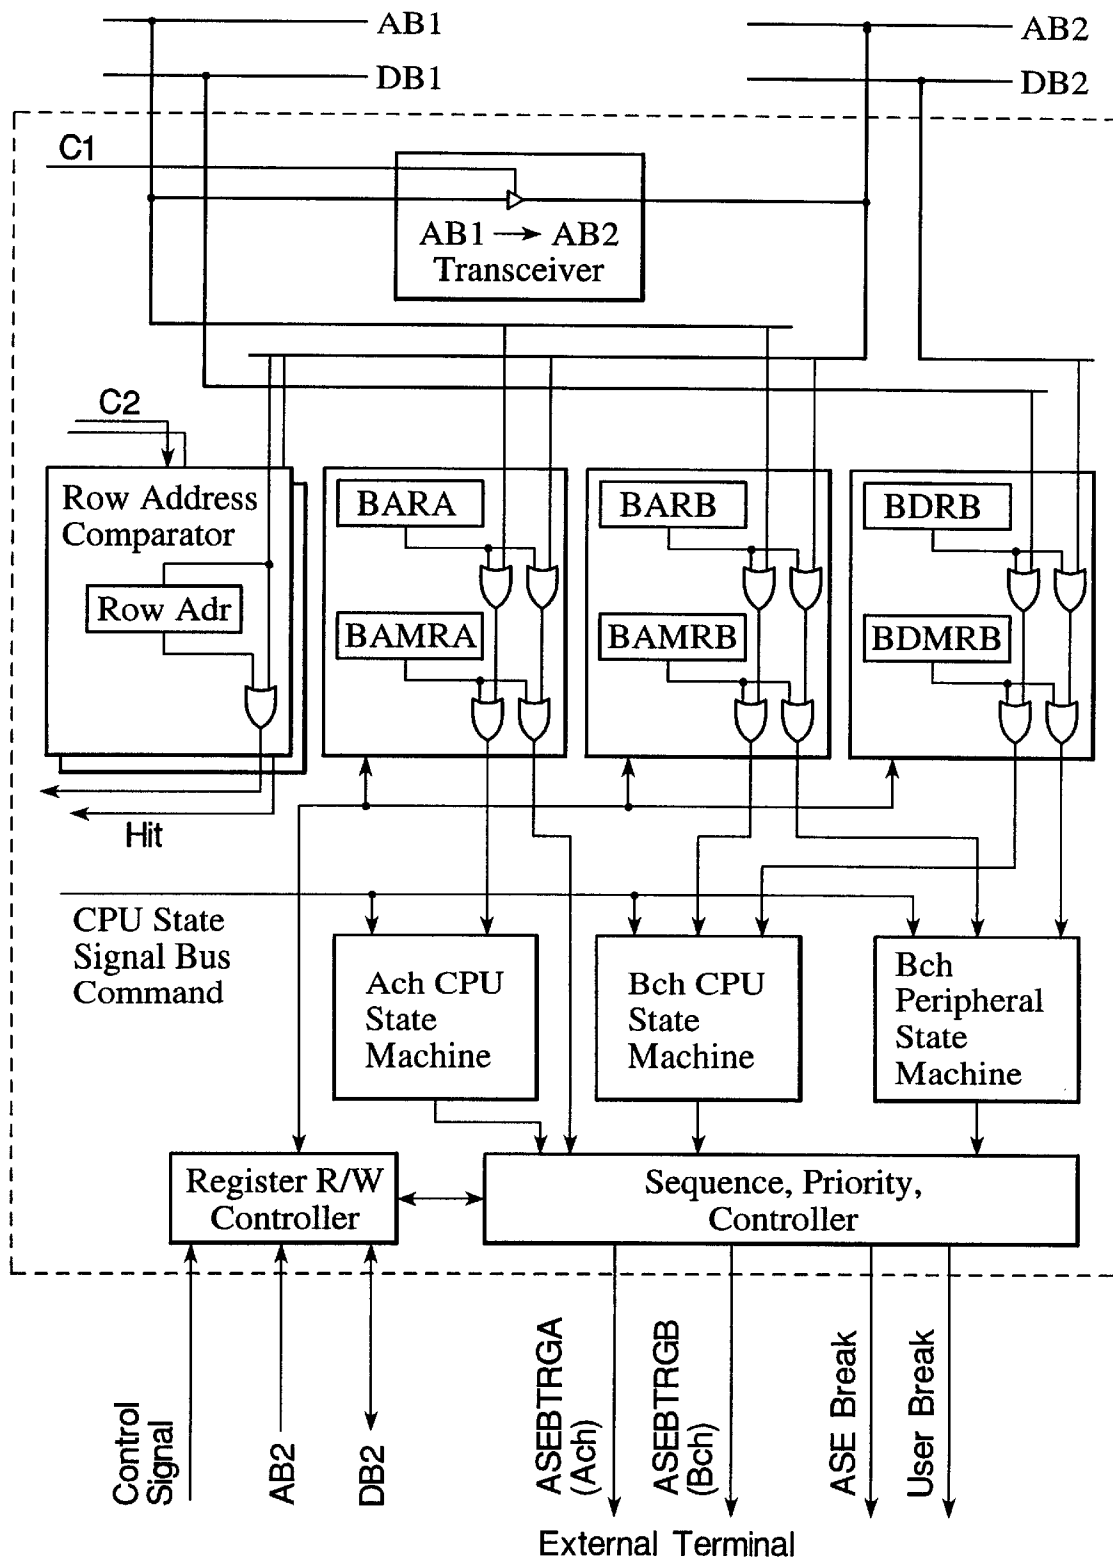 AB1
AB2
DB1
DB2
C1
AB1 → AB2
Transceiver
C2
Row Address
Comparator
Row Adr
BARA
BAMRA
BARB
BAMRB
BDRB
BDMRB
Hit
CPU State
Signal Bus
Command
Ach CPU
State
Machine
Bch CPU
State
Machine
Bch
Peripheral
State
Machine
Register R/W
Controller
Sequence, Priority,
Controller
Control
Signal
AB2
DB2
ASEBTRGA
(Ach)
ASEBTRGB
(Bch)
ASE Break
User Break
External Terminal